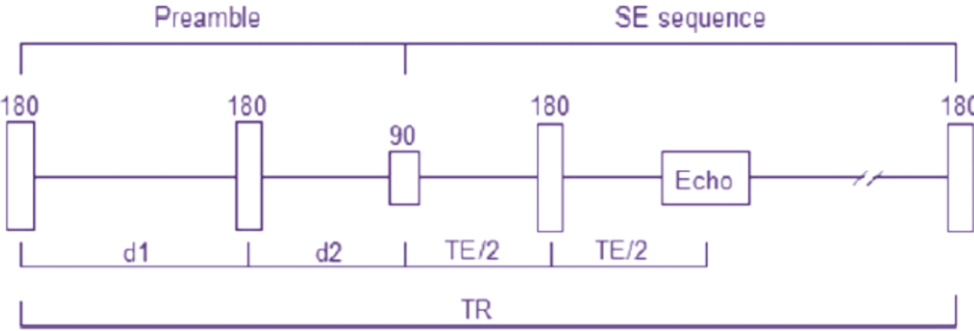 Preamble SE sequence
180 180 90 180 180
Echo
d1 d2 TE/2 TE/2
TR